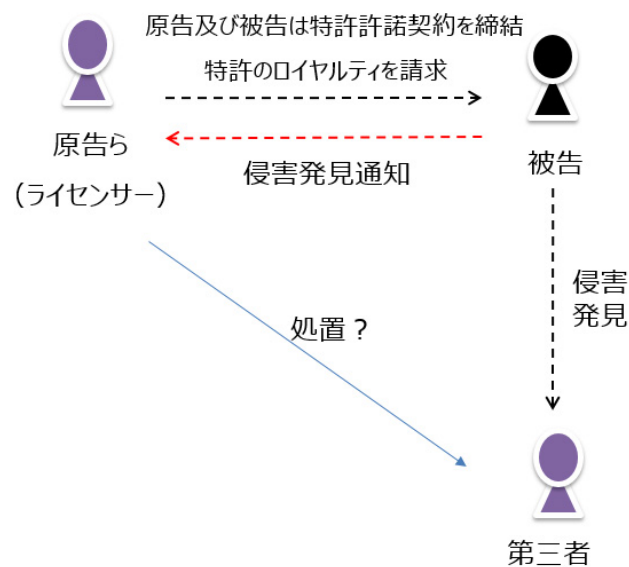 原告及び被告は特許許諾契約を締結
特許のロイヤルティを請求
原告ら
（ライセンサー）
侵害発見通知
被告
侵害
発見
処置？
第三者